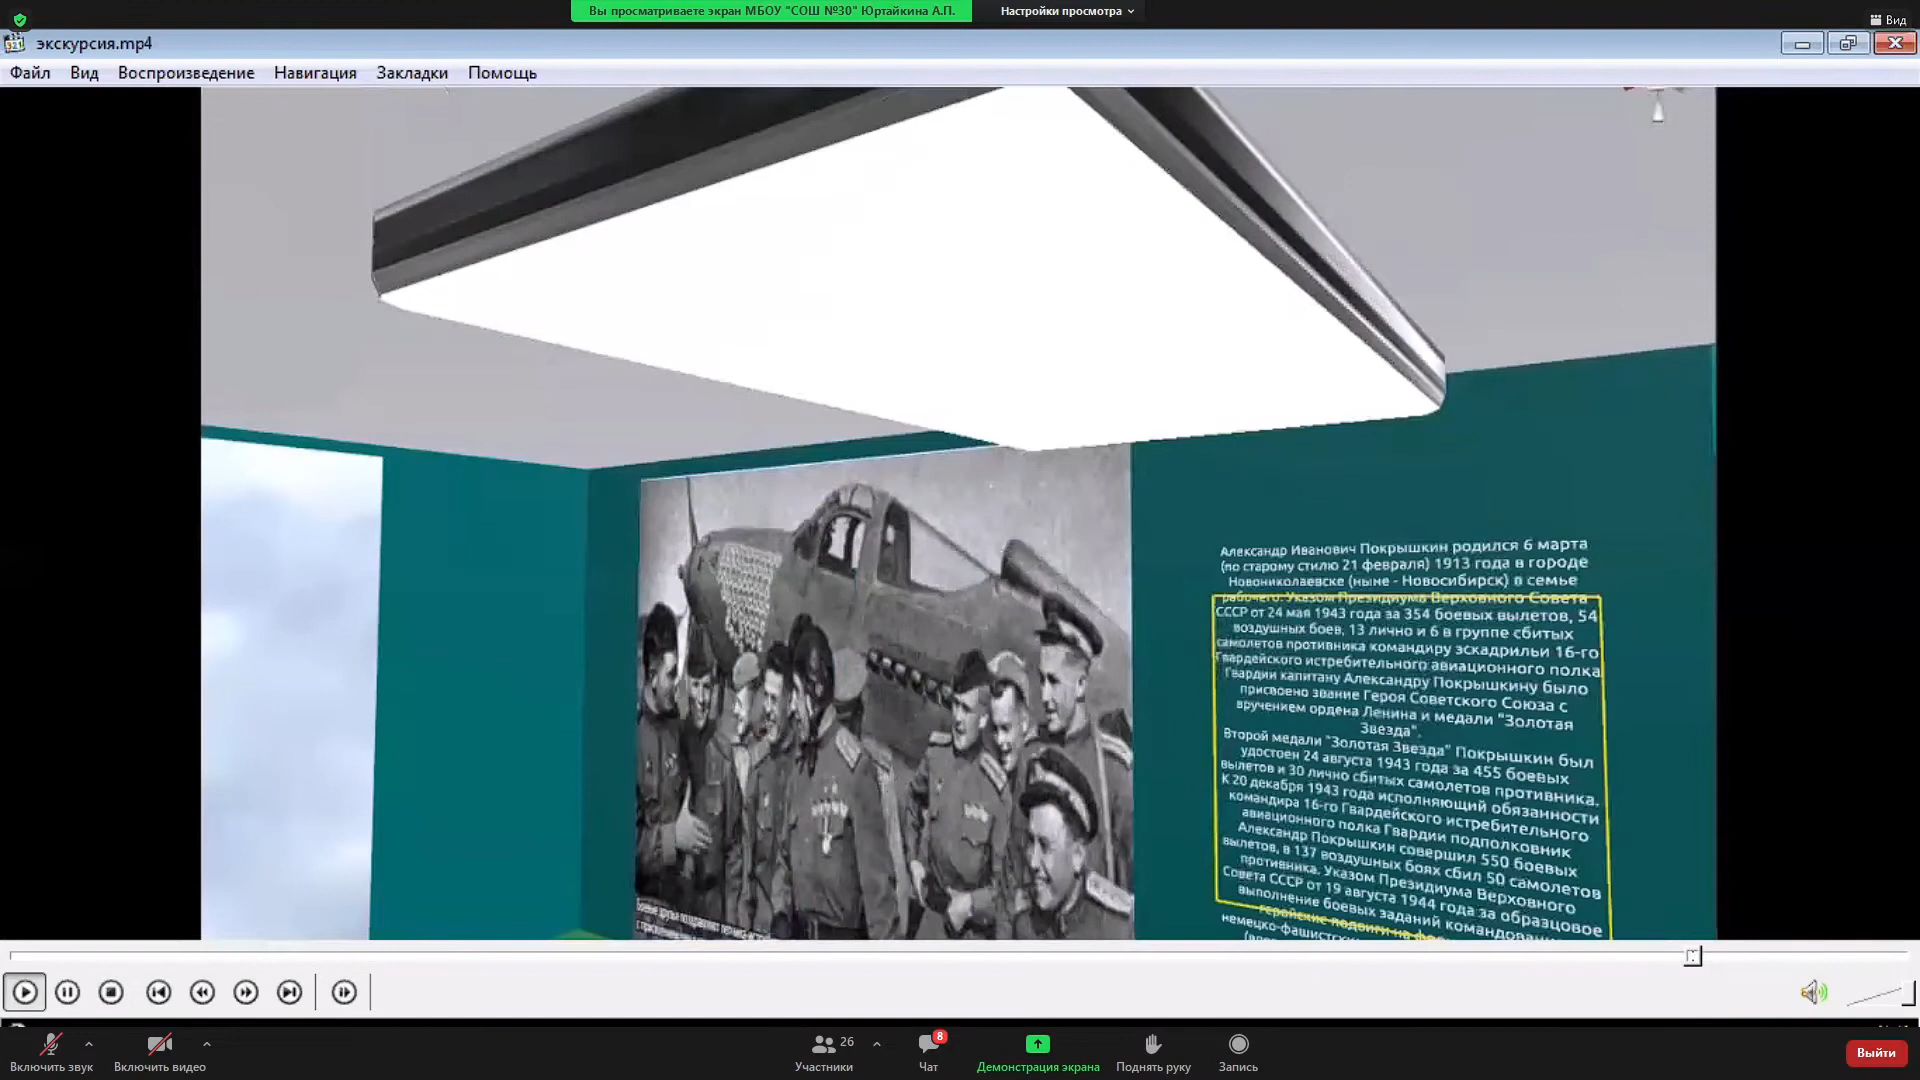 Вы просматриваете экран МБОУ "СОШ №30" Юртайкина А.П.
Настройки просмотра
Вид
экскурсия.mp4
Файл Вид Воспроизведение Навигация Закладки Помощь
Александр Иванович Покрышкин родился 6 марта
(по старому стилю 21 февраля) 1913 года в городе
Новониколаевске (ныне - Новосибирск) в семье
рабочего. Указом Президиума Верховного Совета
СССР от 24 мая 1943 года за 354 боевых вылетов, 54
воздушных боев, 13 лично и 6 в группе сбитых
самолетов противника командиру эскадрильи 16-го
Гвардейского истребительного авиационного полка
Гвардии капитану Александру Покрышкину было
присвоено звание Героя Советского Союза с
вручением ордена Ленина и медали "Золотая
Звезда".
Второй медали "Золотая Звезда" Покрышкин был
удостоен 24 августа 1943 года за 455 боевых
вылетов и 30 лично сбитых самолетов противника.
К 20 декабря 1943 года исполняющий обязанности
командира 16-го Гвардейского истребительного
авиационного полка Гвардии подполковник
Александр Покрышкин совершил 550 боевых
вылетов, в 137 воздушных боях сбил 50 самолетов
противника. Указом Президиума Верховного
Совета СССР от 19 августа 1944 года за образцовое
выполнение боевых заданий командования
геройские подвиги на
Включить звук
Включить видео
26
Участники
8
Чат
Демонстрация экрана
Поднять руку
Запись
Выйти